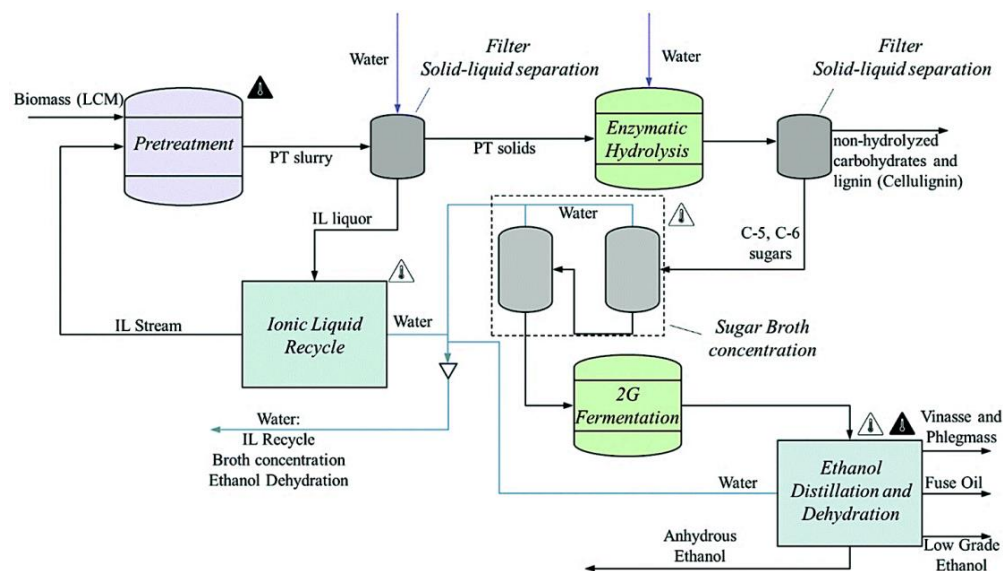 Water
Filter
Solid-liquid separation
Water
Filter
Solid-liquid separation
Biomass (LCM)
Pretreatment
PT slurry
PT solids
Enzymatic
Hydrolysis
non-hydrolyzed
carbohydrates and
lignin (Cellulignin)
IL liquor
Water
C-5, C-6
sugars
IL Stream
Ionic Liquid
Recycle
Water
Sugar Broth
concentration
2G
Fermentation
Water:
IL Recycle
Broth concentration
Ethanol Dehydration
Water
Ethanol
Distillation and
Dehydration
Vinasse and
Phlegmass
Fuse Oil
Low Grade
Ethanol
Anhydrous
Ethanol